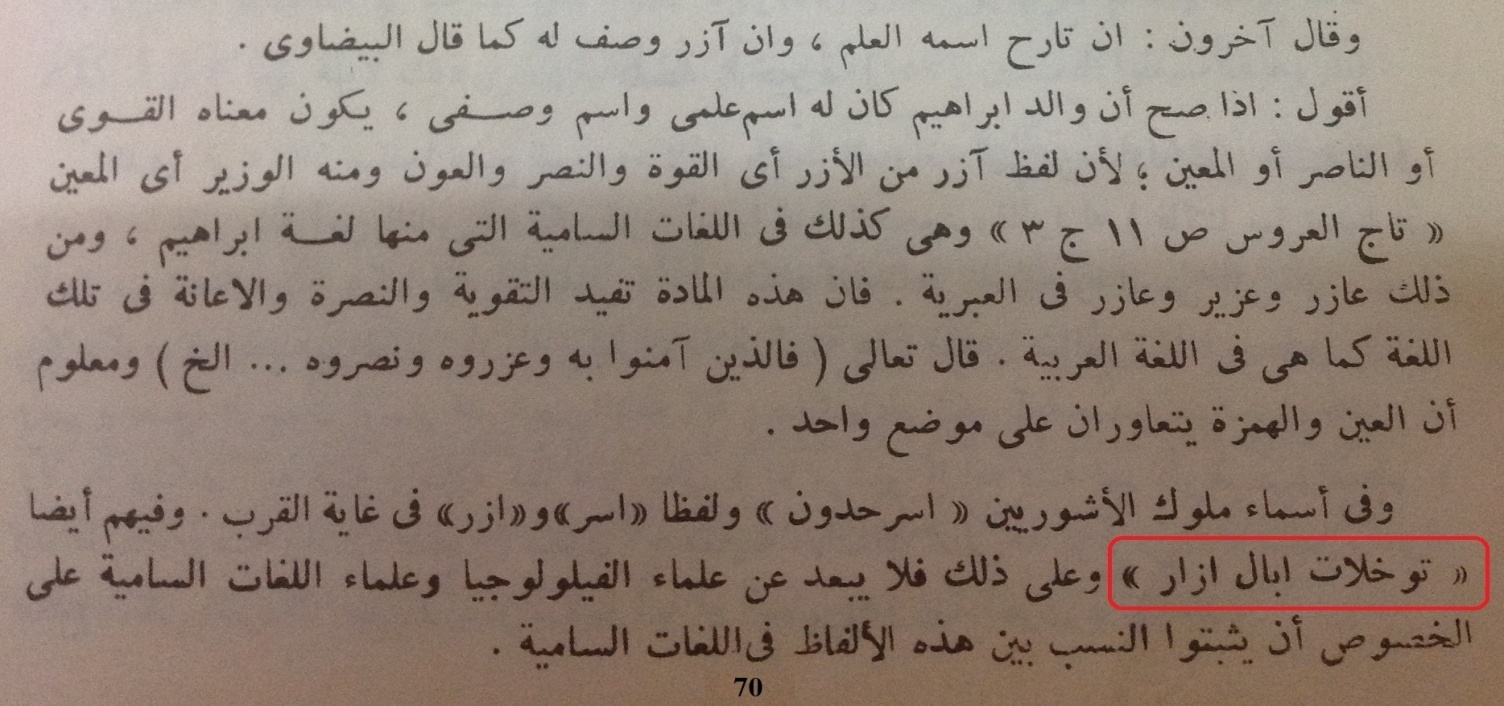 وقال آخرون : ان تارح اسمه العلم ، وان آزر وصف له كما قال البيضاوى .
أقول : اذا صح أن والد ابراهيم كان له اسم علمى واسم وصفى ، يكون معناه القوى
أو الناصر أو المعين ؛ لأن لفظ آزر من الأزر أى القوة والنصر والعون ومنه الوزير أى المعين
« تاج العروس ص ١١ ج ٣ » وهى كذلك فى اللغات السامية التى منها لغة ابراهيم ، ومن
ذلك عازر وعزير وعازر فى العبرية . فان هذه المادة تفيد التقوية والنصرة والاعانة فى تلك
اللغة كما هى فى اللغة العربية . قال تعالى ( فالذين آمنوا به وعزروه ونصروه ... الخ ) ومعلوم
أن العين والهمزة يتعاوران على موضع واحد .
وفى أسماء ملوك الأشوريين « اسرحدون » ولفظا «اسر»و«ازر» فى غاية القرب . وفيهم أيضا
« توخلات ابال ازار » وعلى ذلك فلا يبعد عن علماء الفيلولوجيا وعلماء اللغات السامية على
الخصوص أن يثبتوا النسب بين هذه الألفاظ فى اللغات السامية .
70